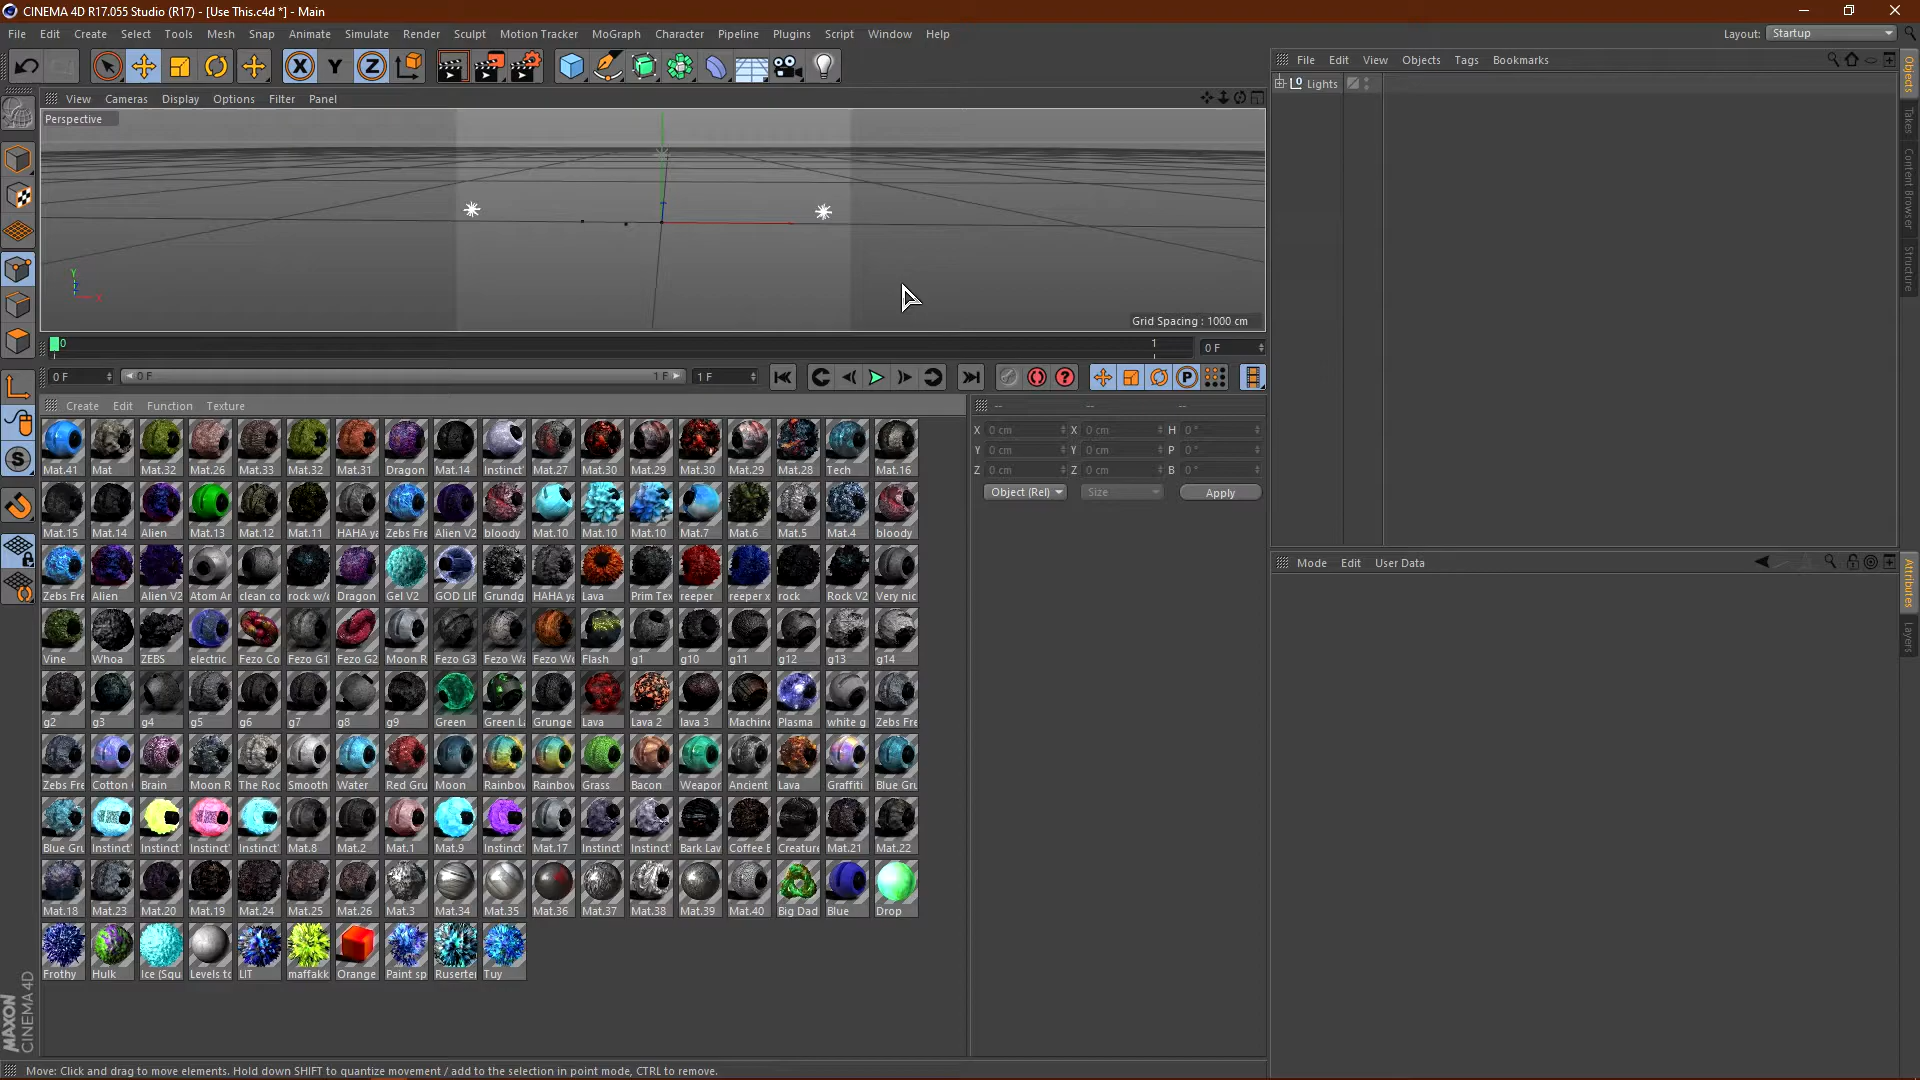 CINEMA 4D R17.055 Studio (R17) - [Use This.c4d *] - Main
File Edit Create Select Tools Mesh Snap Animate Simulate Sculpt Render Motion Tracker MoGraph Character Pipeline Plugins Script Window Help
Layout: Startup
X Y Z
File Edit View Objects Tags Bookmarks
Lights
Objects
Takes
Content Browser
Structure
View Cameras Display Options Filter Panel
Perspective
Y
X
Grid Spacing : 1000 cm
0 1 0 F
0 F 0 F 1 F 1 F
Create Edit Function Texture
Mat.41 Mat Mat.32 Mat.26 Mat.33 Mat.32 Mat.31 Dragon Mat.14 Instinct' Mat.27 Mat.30 Mat.29 Mat.30 Mat.29 Mat.28 Tech Mat.16
Mat.15 Mat.14 Alien Mat.13 Mat.12 Mat.11 HAHA ya Zebs Fre Alien V2 bloody Mat.10 Mat.10 Mat.10 Mat.7 Mat.6 Mat.5 Mat.4 bloody
Zebs Fre Alien Alien V2 Atom Ar clean co rock w/o Dragon Gel V2 GOD LIF Grundg HAHA ya Lava Prim Tex reeper reeper x rock Rock V2 Very nic
Vine Whoa ZEBS electric Fezo Co Fezo G1 Fezo G2 Moon R Fezo G3 Fezo Wa Fezo Wo Flash g1 g10 g11 g12 g13 g14
g2 g3 g4 g5 g6 g7 g8 g9 Green Green La Grunge Lava Lava 2 lava 3 Machine Plasma white g Zebs Fre
Zebs Fre Cotton Brain Moon R The Roc Smooth Water Red Gru Moon Rainbov Rainbov Grass Bacon Weapor Ancient Lava Graffiti Blue Gru
Blue Gru Instinct' Instinct' Instinct' Instinct' Mat.8 Mat.2 Mat.1 Mat.9 Instinct' Mat.17 Instinct' Instinct' Bark Lav Coffee B Creature Mat.21 Mat.22
Mat.18 Mat.23 Mat.20 Mat.19 Mat.24 Mat.25 Mat.26 Mat.3 Mat.34 Mat.35 Mat.36 Mat.37 Mat.38 Mat.39 Mat.40 Big Dad Blue Drop
Frothy Hulk Ice (Squ Levels to LIT maffakk Orange Paint sp Ruserter Tuy
-- -- --
X 0 cm X 0 cm H 0 °
Y 0 cm Y 0 cm P 0 °
Z 0 cm Z 0 cm B 0 °
Object (Rel) Size Apply
Mode Edit User Data
Attributes
Layers
MAXON
CINEMA 4D
Move: Click and drag to move elements. Hold down SHIFT to quantize movement / add to the selection in point mode, CTRL to remove.